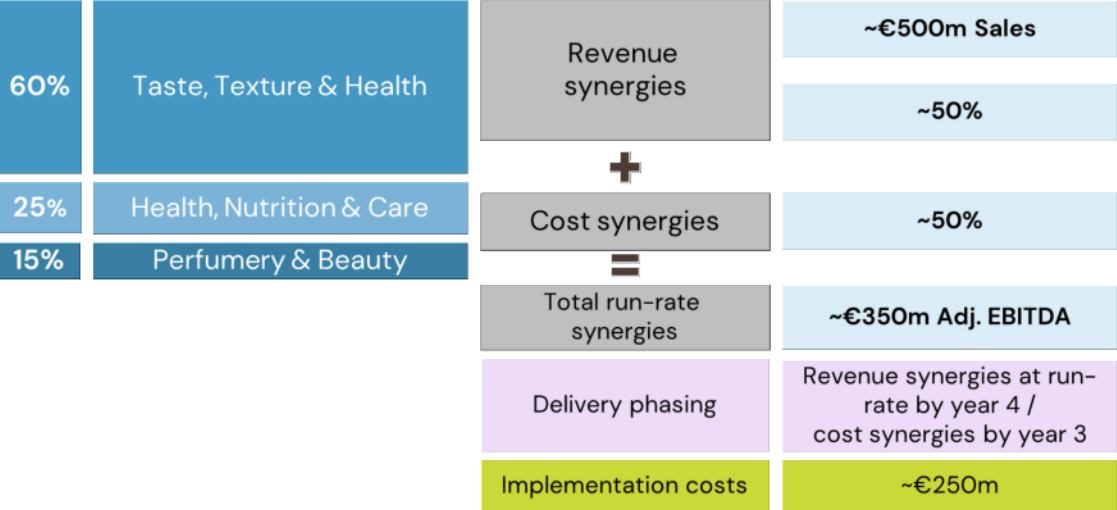 60%
Taste, Texture & Health
25%
Health, Nutrition & Care
15%
Perfumery & Beauty
Revenue
synergies
~€500m Sales
~50%
+
Cost synergies
~50%
=
Total run-rate
synergies
~€350m Adj. EBITDA
Delivery phasing
Revenue synergies at run-
rate by year 4 /
cost synergies by year 3
Implementation costs
~€250m